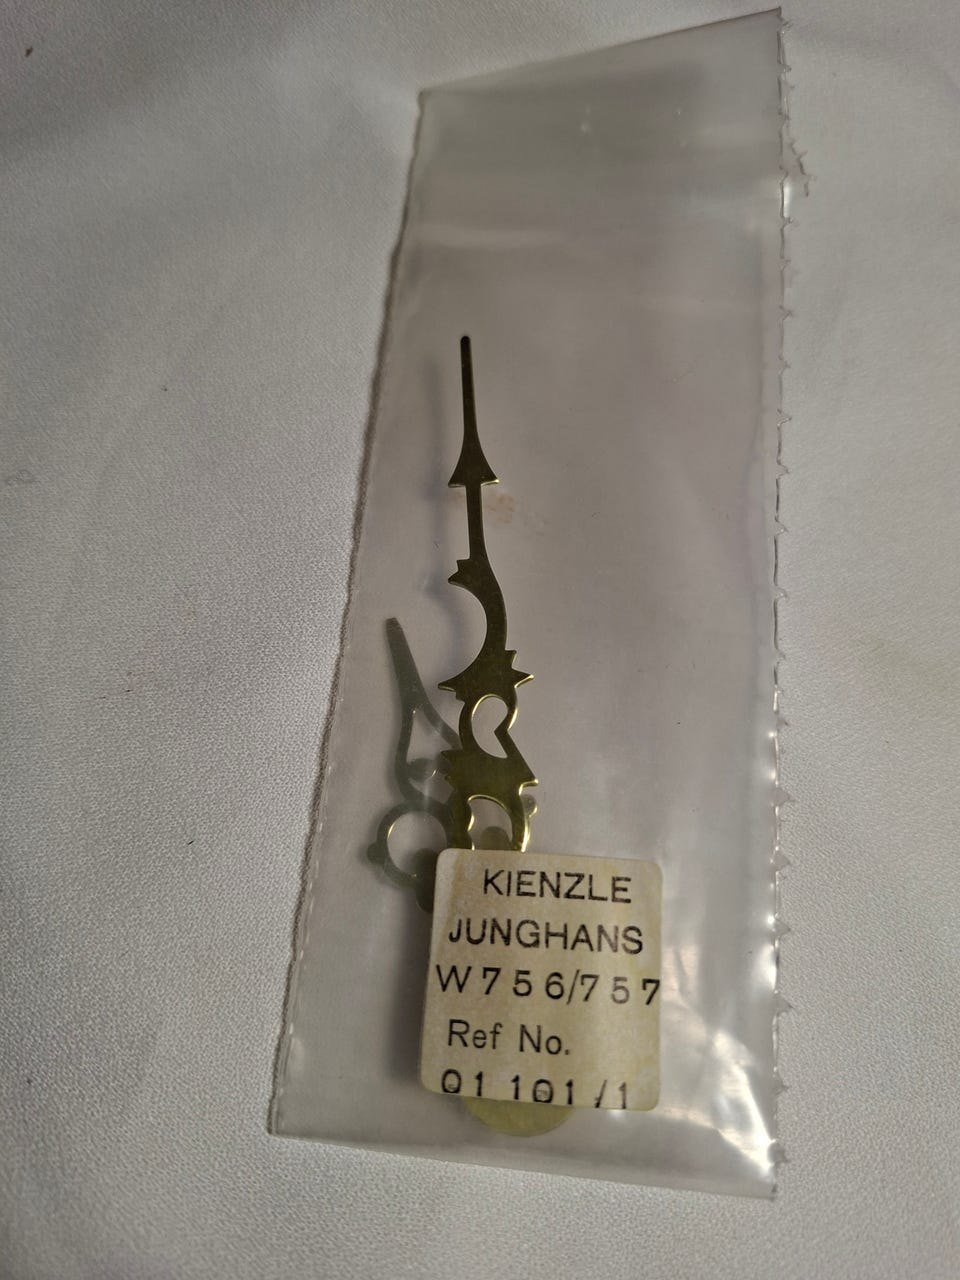 KIENZLE
JUNGHANS
W756/757
Ref No.
01 101/1